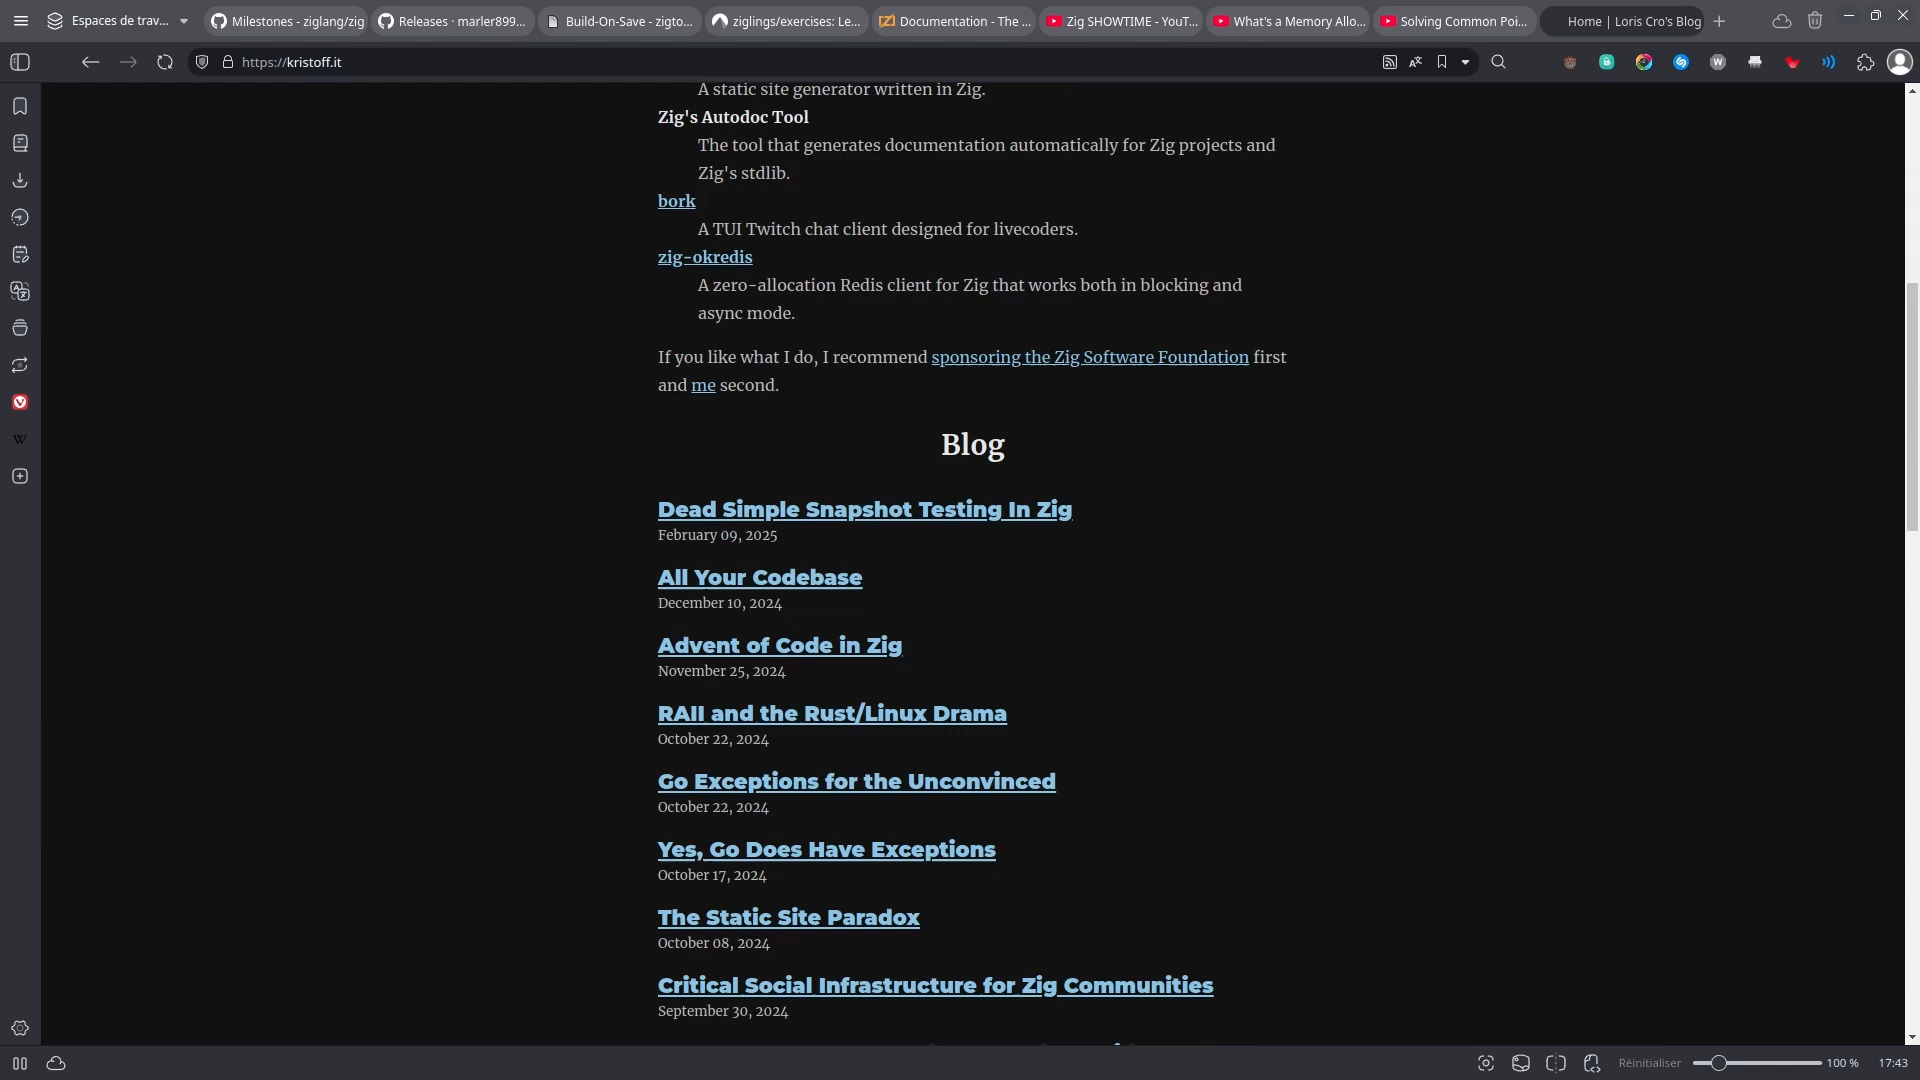 Espaces de trav...
Milestones - ziglang/zig
Releases · marler899...
Build-On-Save - zigto...
ziglings/exercises: Le...
Documentation - The ...
Zig SHOWTIME - YouT...
What's a Memory Allo...
Solving Common Poi...
Home | Loris Cro's Blog
https://kristoff.it
A static site generator written in Zig.
Zig's Autodoc Tool
The tool that generates documentation automatically for Zig projects and
Zig's stdlib.
bork
A TUI Twitch chat client designed for livecoders.
zig-okredis
A zero-allocation Redis client for Zig that works both in blocking and
async mode.
If you like what I do, I recommend sponsoring the Zig Software Foundation first
and me second.
Blog
Dead Simple Snapshot Testing In Zig
February 09, 2025
All Your Codebase
December 10, 2024
Advent of Code in Zig
November 25, 2024
RAII and the Rust/Linux Drama
October 22, 2024
Go Exceptions for the Unconvinced
October 22, 2024
Yes, Go Does Have Exceptions
October 17, 2024
The Static Site Paradox
October 08, 2024
Critical Social Infrastructure for Zig Communities
September 30, 2024
Réinitialiser
100 %
17:43